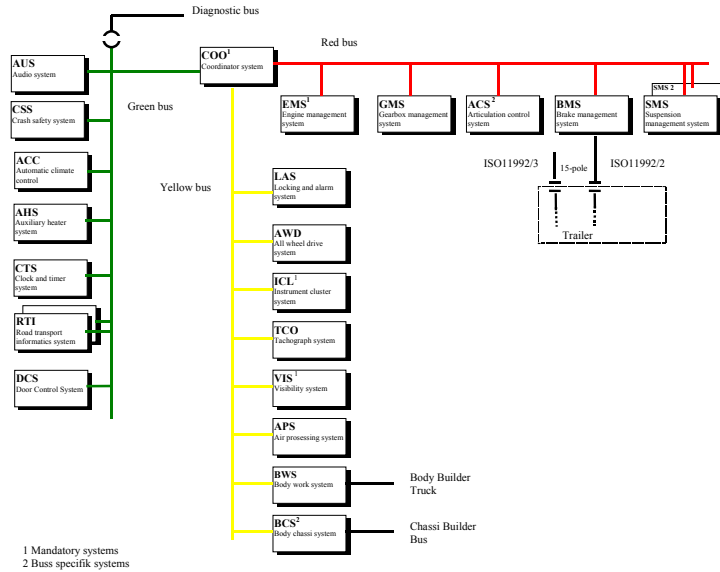 Diagnostic bus
AUS
Audio system
CSS
Crash safety system
ACC
Automatic climate
control
AHS
Auxiliary heater
system
CTS
Clock and timer
system
RTI
Road transport
informatics system
DCS
Door Control System
Green bus
COO1
Coordinator system
Red bus
EMS1
Engine management
system
GMS
Gearbox management
system
ACS2
Articulation control
system
BMS
Brake management
system
SMS 2
SMS
Suspension
management system
ISO11992/3
15-pole
ISO11992/2
Trailer
Yellow bus
LAS
Locking and alarm
system
AWD
All wheel drive
system
ICL1
Instrument cluster
system
TCO
Tachograph system
VIS1
Visibility system
APS
Air prosessing system
BWS
Body work system
Body Builder
Truck
BCS2
Body chassi system
Chassi Builder
Bus
1 Mandatory systems
2 Buss specifik systems